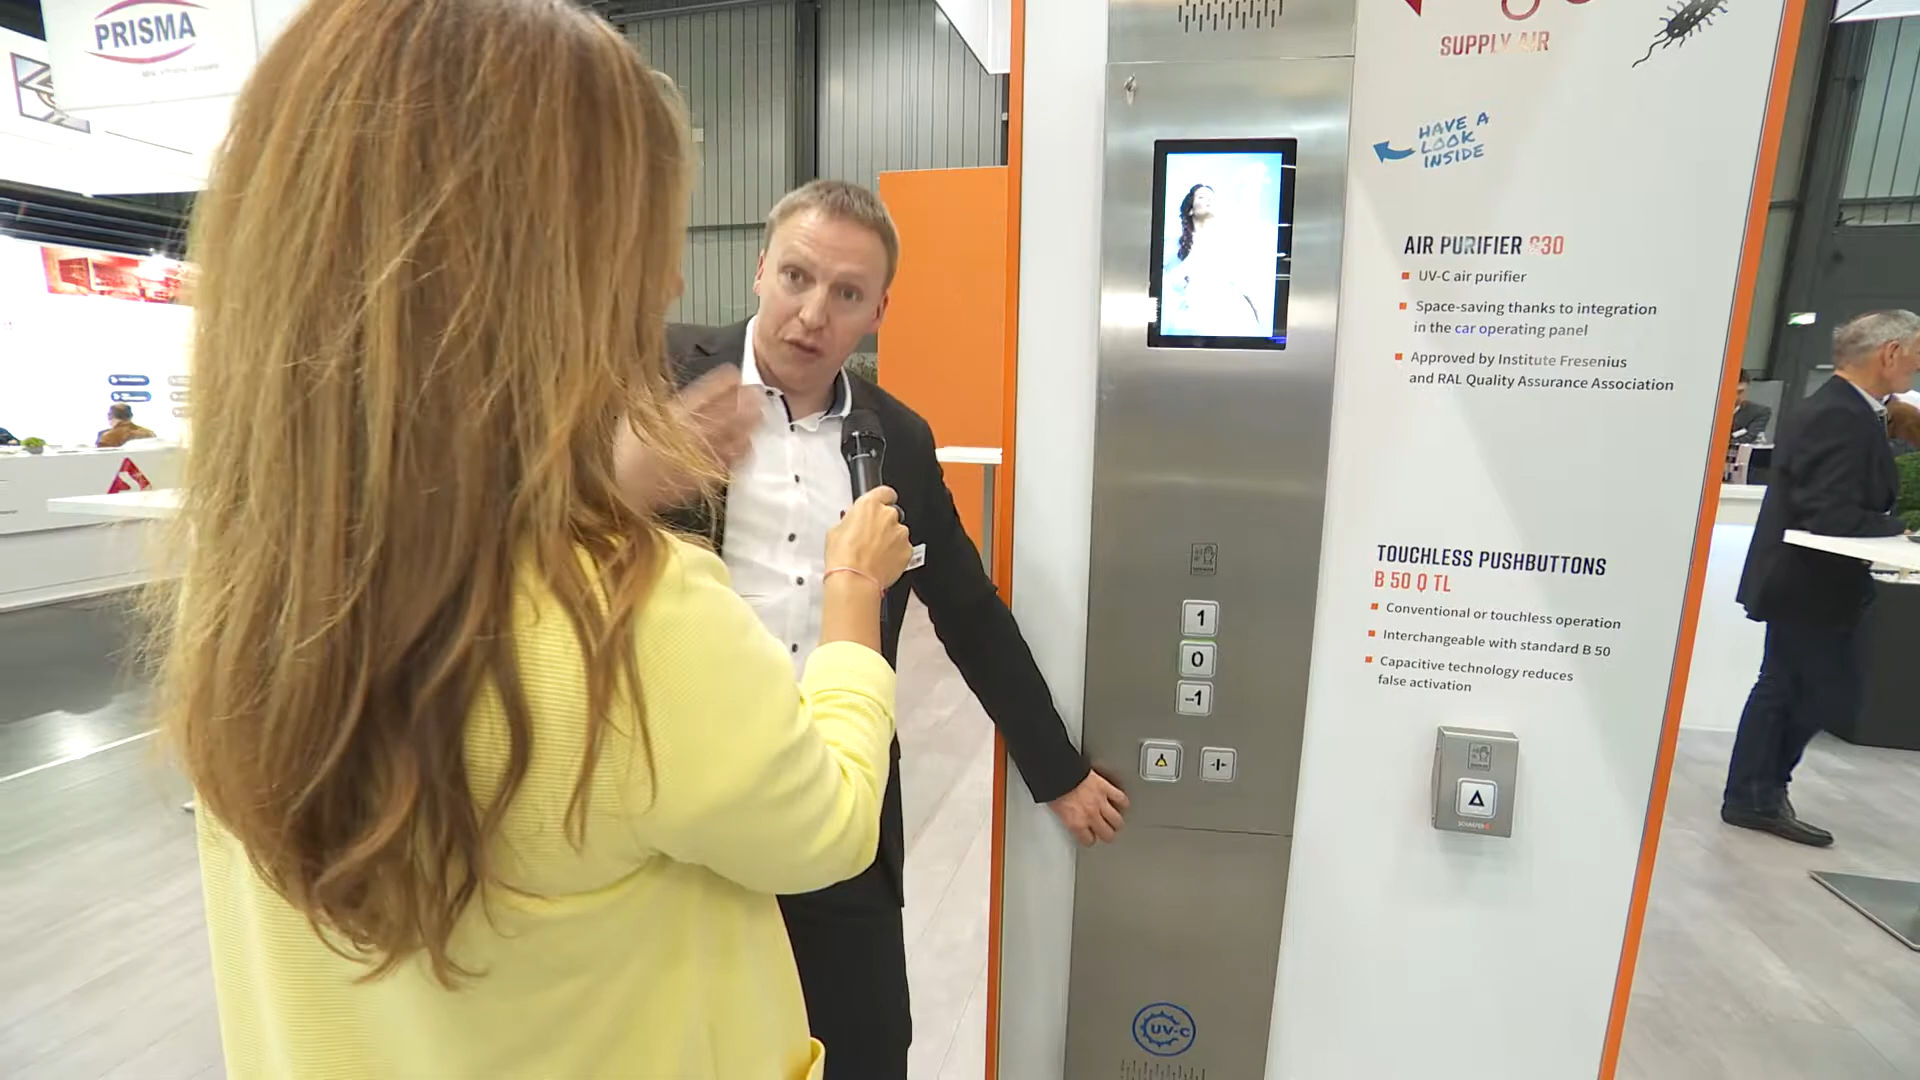 PRISMA
SUPPLY AIR
HAVE A
LOOK
INSIDE
AIR PURIFIER S30
UV-C air purifier
Space-saving thanks to integration
in the car operating panel
Approved by Institute Fresenius
and RAL Quality Assurance Association
TOUCHLESS PUSHBUTTONS
B 50 Q TL
Conventional or touchless operation
Interchangeable with standard B 50
Capacitive technology reduces
false activation
1
0
-1
SCHAEFER
UV-C